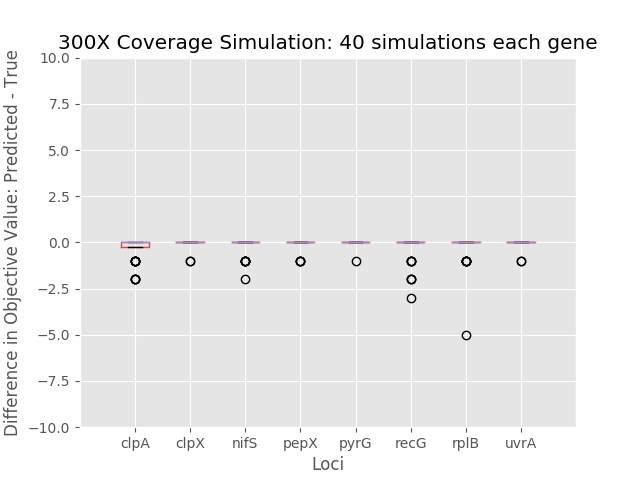 300X Coverage Simulation: 40 simulations each gene
Difference in Objective Value: Predicted - True
10.0
7.5
5.0
2.5
0.0
−2.5
−5.0
−7.5
−10.0
clpA clpX nifS pepX pyrG recG rplB uvrA
Loci